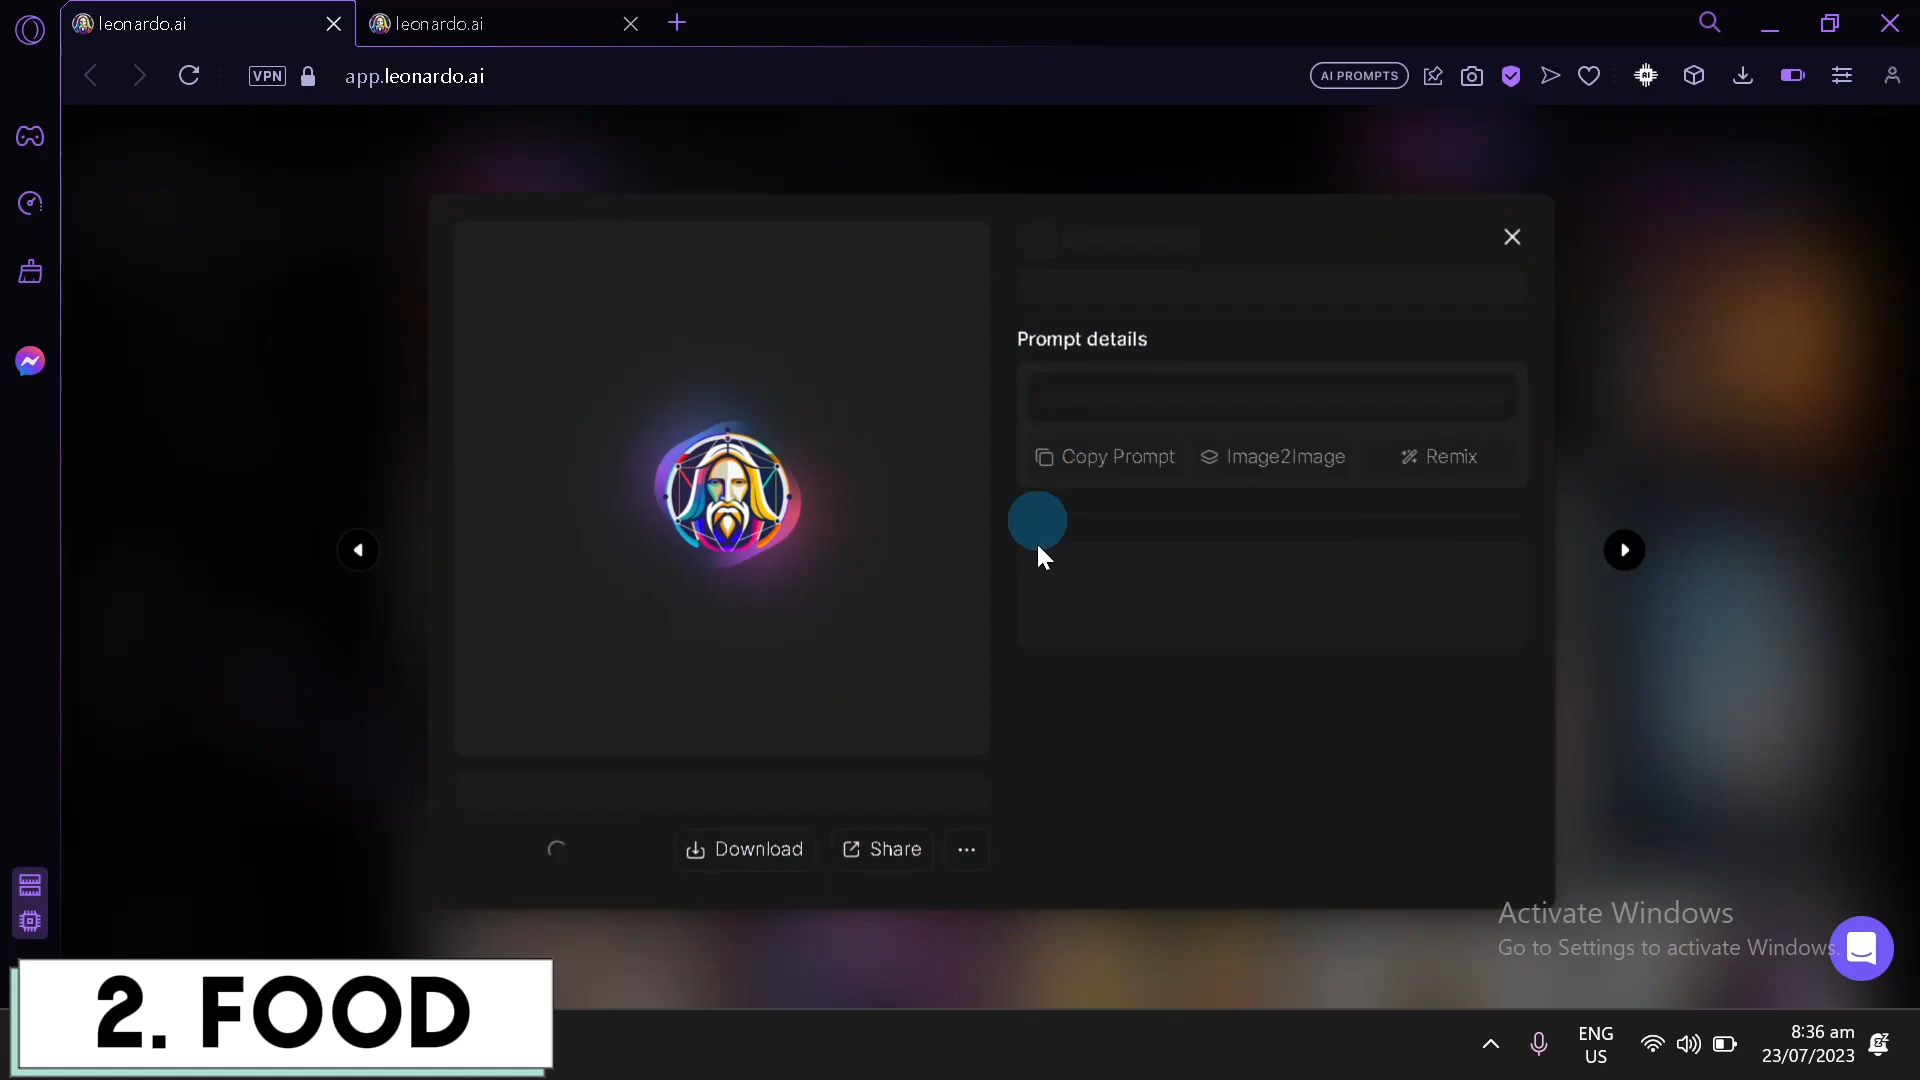 leonardo.ai
leonardo.ai
VPN
app.leonardo.ai
AI PROMPTS
Prompt details
Copy Prompt
Image2Image
Remix
Download
Share
Activate Windows
Go to Settings to activate Windows.
2. FOOD
ENG
US
8:36 am
23/07/2023